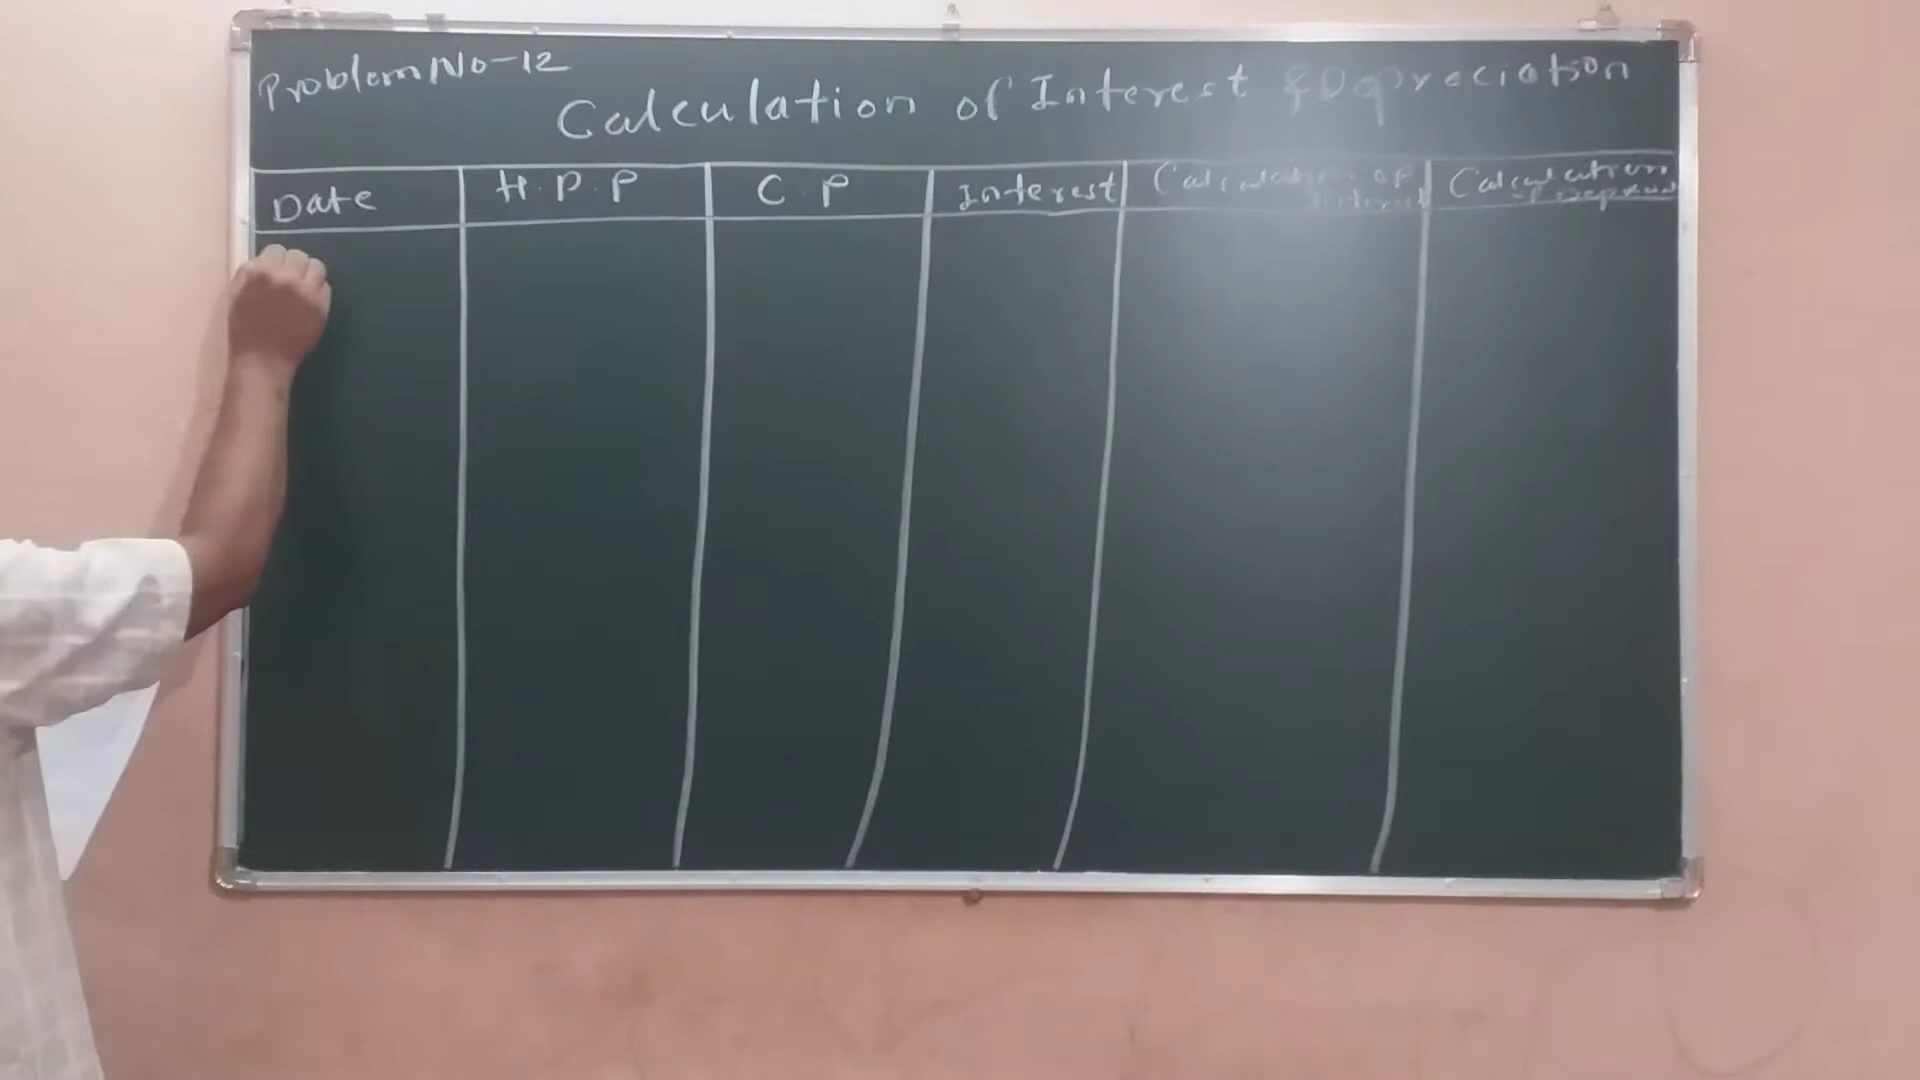 Problem No-12
Calculation of Interest & Depreciation
Date H.P.P C.P Interest Calculation of Interest Calculation of Depreciation